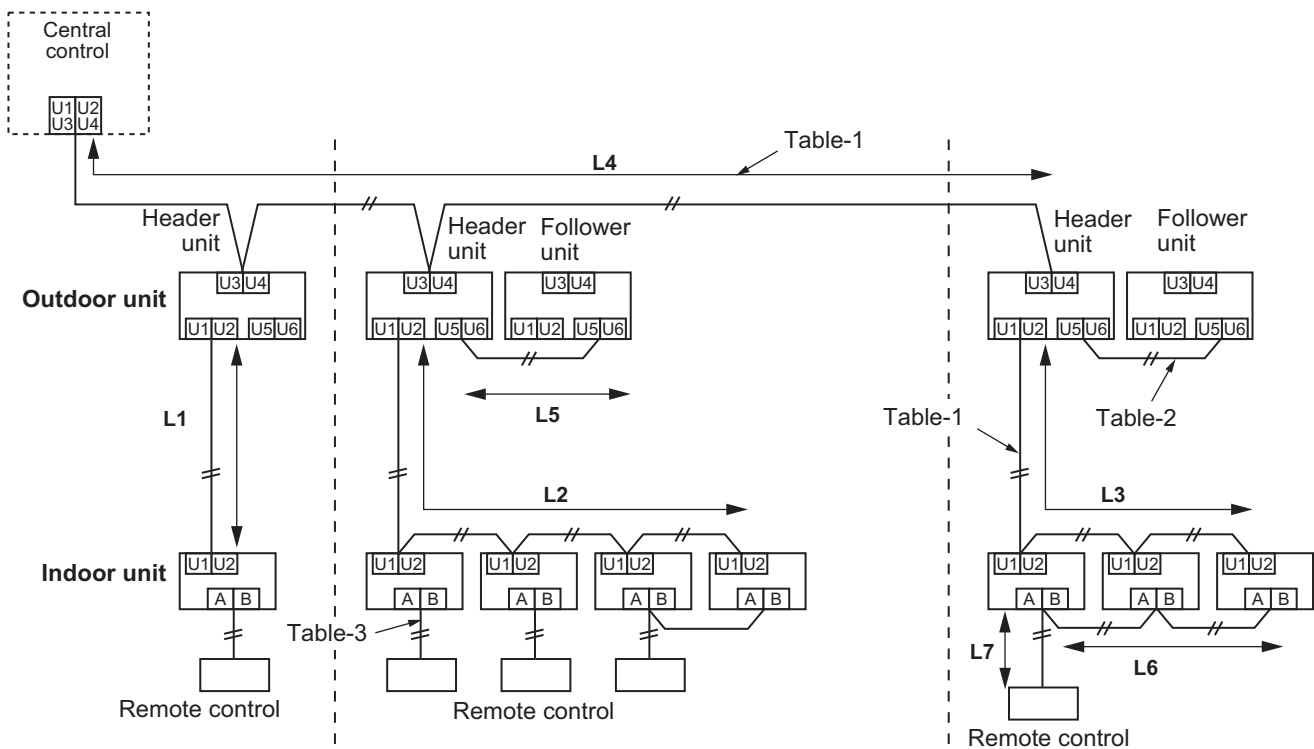 Central
control
U1 U2
U3 U4
Table-1
L4
Header
unit
Header
unit
Follower
unit
Header
unit
Follower
unit
Outdoor unit
U3 U4
U3 U4
U3 U4
U3 U4
U3 U4
U1 U2 U5 U6
U1 U2 U5 U6
U1 U2 U5 U6
U1 U2 U5 U6
U1 U2 U5 U6
L1
L5
Table-1
Table-2
L2
L3
Indoor unit
U1 U2
U1 U2
U1 U2
U1 U2
U1 U2
U1 U2
U1 U2
U1 U2
A B
A B
A B
A B
A B
A B
A B
A B
Table-3
L7
L6
Remote control
Remote control
Remote control